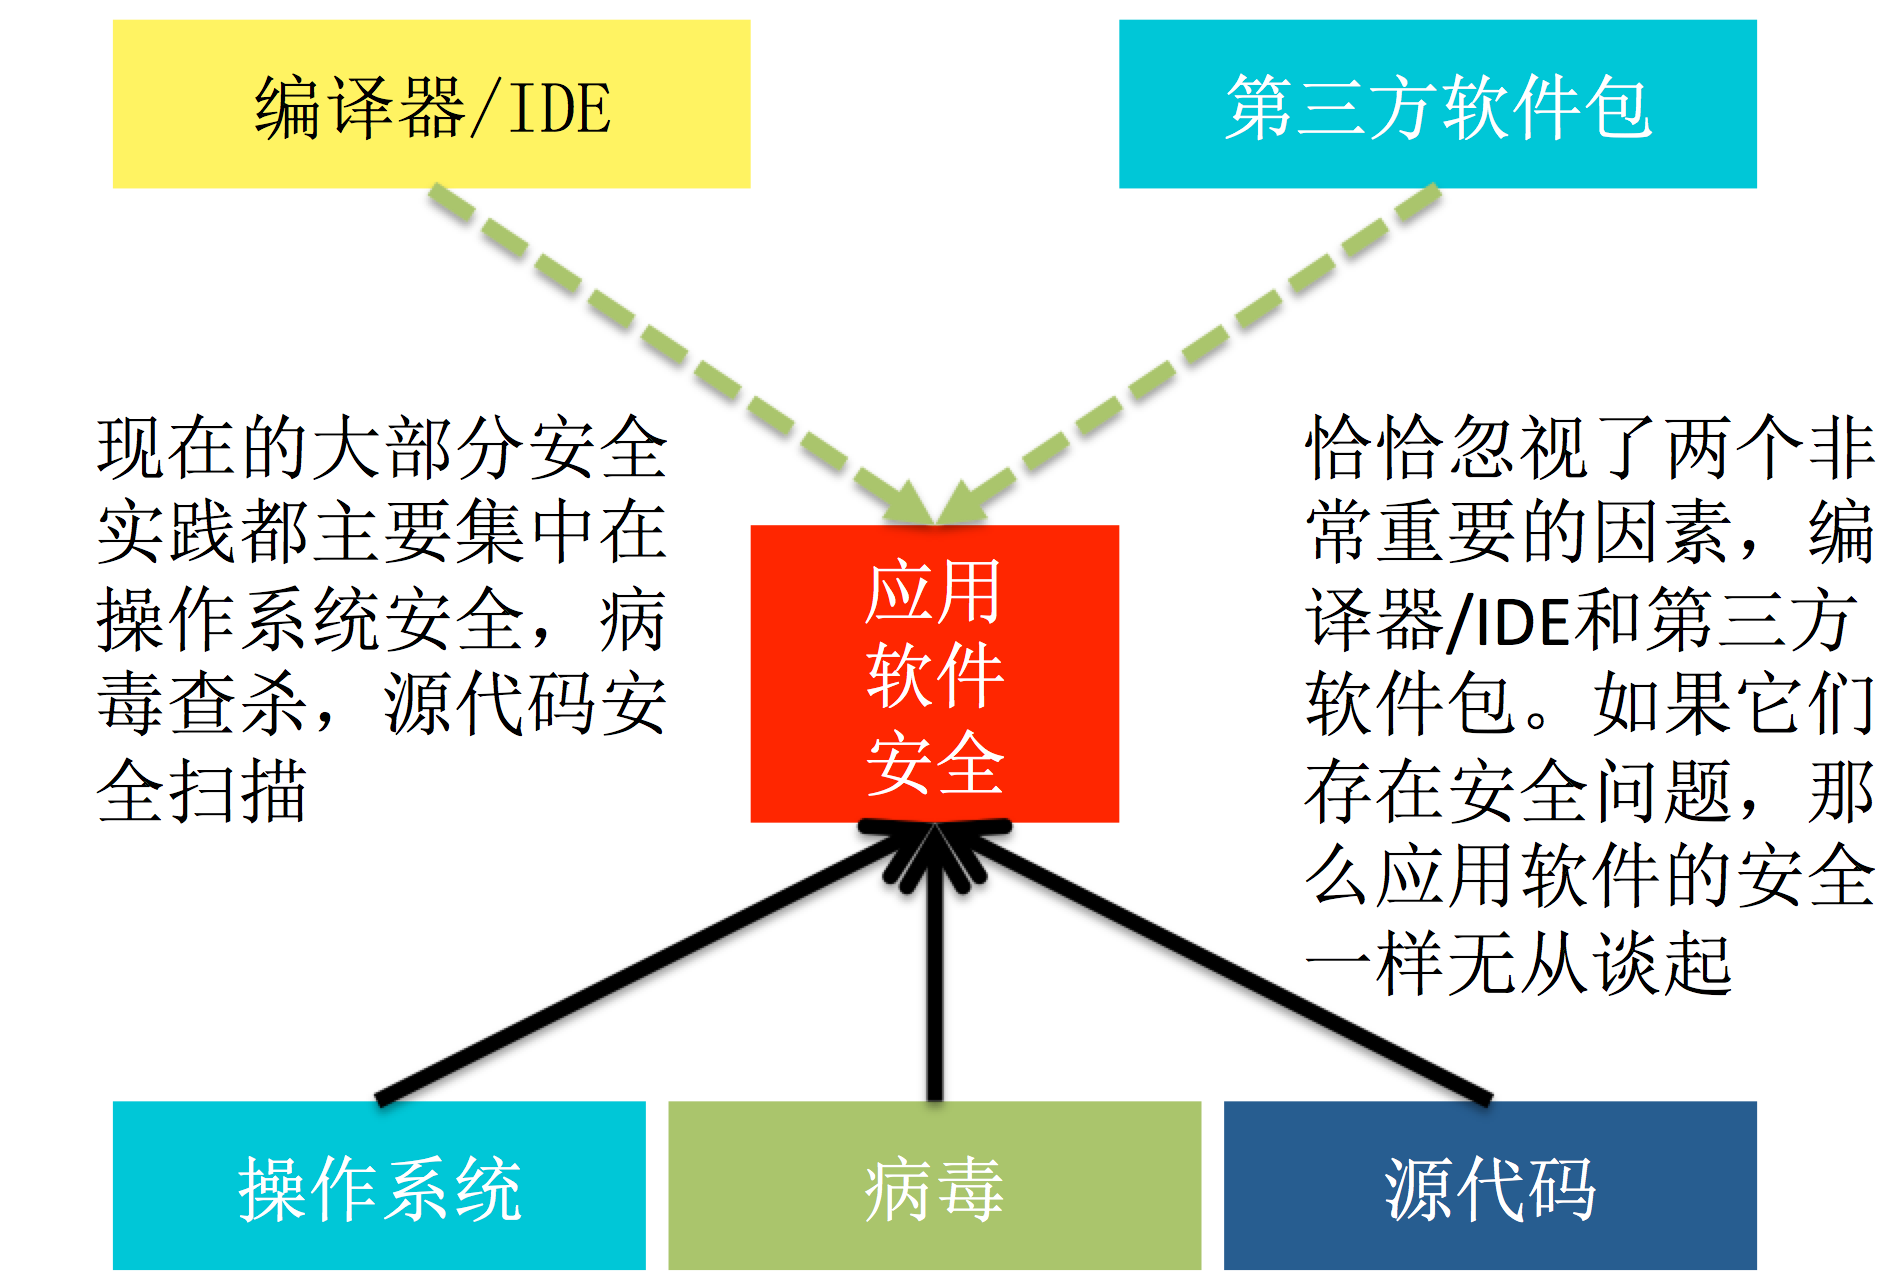 编译器/IDE
第三方软件包
现在的大部分安全
实践都主要集中在
操作系统安全，病
毒查杀，源代码安
全扫描
应用
软件
安全
恰恰忽视了两个非
常重要的因素，编
译器/IDE和第三方
软件包。如果它们
存在安全问题，那
么应用软件的安全
一样无从谈起
操作系统
病毒
源代码